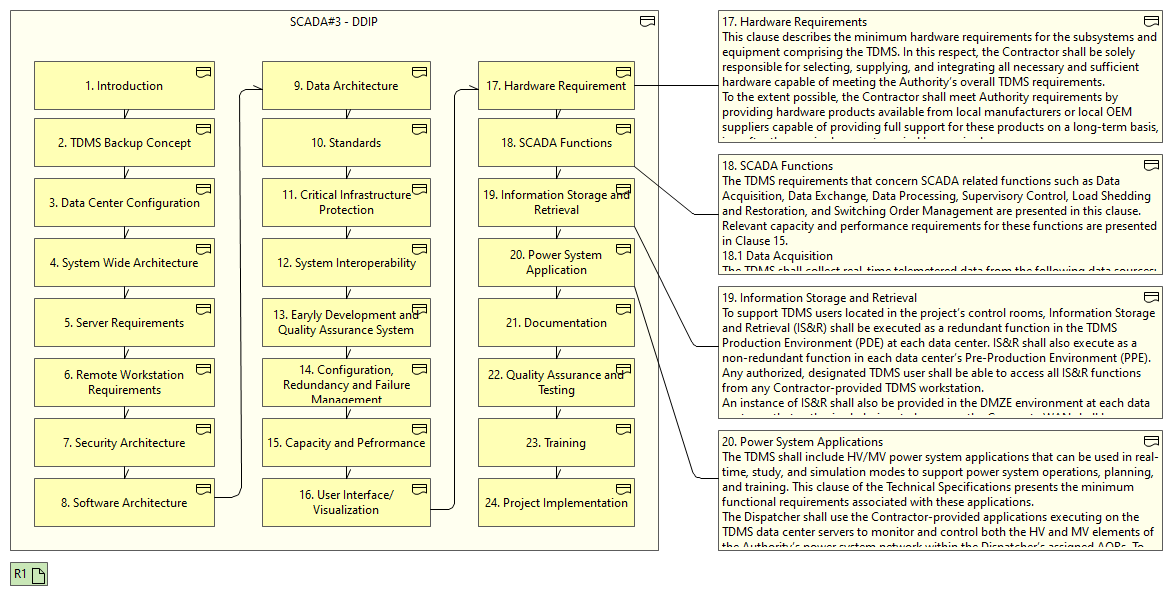 SCADA#3 - DDIP
1. Introduction
2. TDMS Backup Concept
3. Data Center Configuration
4. System Wide Architecture
5. Server Requirements
6. Remote Workstation
Requirements
7. Security Architecture
8. Software Architecture
9. Data Architecture
10. Standards
11. Critical Infrastructure
Protection
12. System Interoperability
13. Earyly Development and
Quality Assurance System
14. Configuration,
Redundancy and Failure
Management
15. Capacity and Pefrormance
16. User Interface/
Visualization
17. Hardware Requirement
18. SCADA Functions
19. Information Storage and
Retrieval
20. Power System
Application
21. Documentation
22. Quality Assurance and
Testing
23. Training
24. Project Implementation
17. Hardware Requirements
This clause describes the minimum hardware requirements for the subsystems and
equipment comprising the TDMS. In this respect, the Contractor shall be solely
responsible for selecting, supplying, and integrating all necessary and sufficient
hardware capable of meeting the Authority's overall TDMS requirements.
To the extent possible, the Contractor shall meet Authority requirements by
providing hardware products available from local manufacturers or local OEM
suppliers capable of providing full support for these products on a long-term basis,
18. SCADA Functions
The TDMS requirements that concern SCADA related functions such as Data
Acquisition, Data Exchange, Data Processing, Supervisory Control, Load Shedding
and Restoration, and Switching Order Management are presented in this clause.
Relevant capacity and performance requirements for these functions are presented
in Clause 15.
18.1 Data Acquisition
The TDMS shall collect real-time telemetered data from the following data sources:
19. Information Storage and Retrieval
To support TDMS users located in the project's control rooms, Information Storage
and Retrieval (IS&R) shall be executed as a redundant function in the TDMS
Production Environment (PDE) at each data center. IS&R shall also execute as a
non-redundant function in each data center's Pre-Production Environment (PPE).
Any authorized, designated TDMS user shall be able to access all IS&R functions
from any Contractor-provided TDMS workstation.
An instance of IS&R shall also be provided in the DMZE environment at each data
20. Power System Applications
The TDMS shall include HV/MV power system applications that can be used in real-
time, study, and simulation modes to support power system operations, planning,
and training. This clause of the Technical Specifications presents the minimum
functional requirements associated with these applications.
The Dispatcher shall use the Contractor-provided applications executing on the
TDMS data center servers to monitor and control both the HV and MV elements of
the Authority's power system network within the Dispatcher's assigned AORs. To
R1